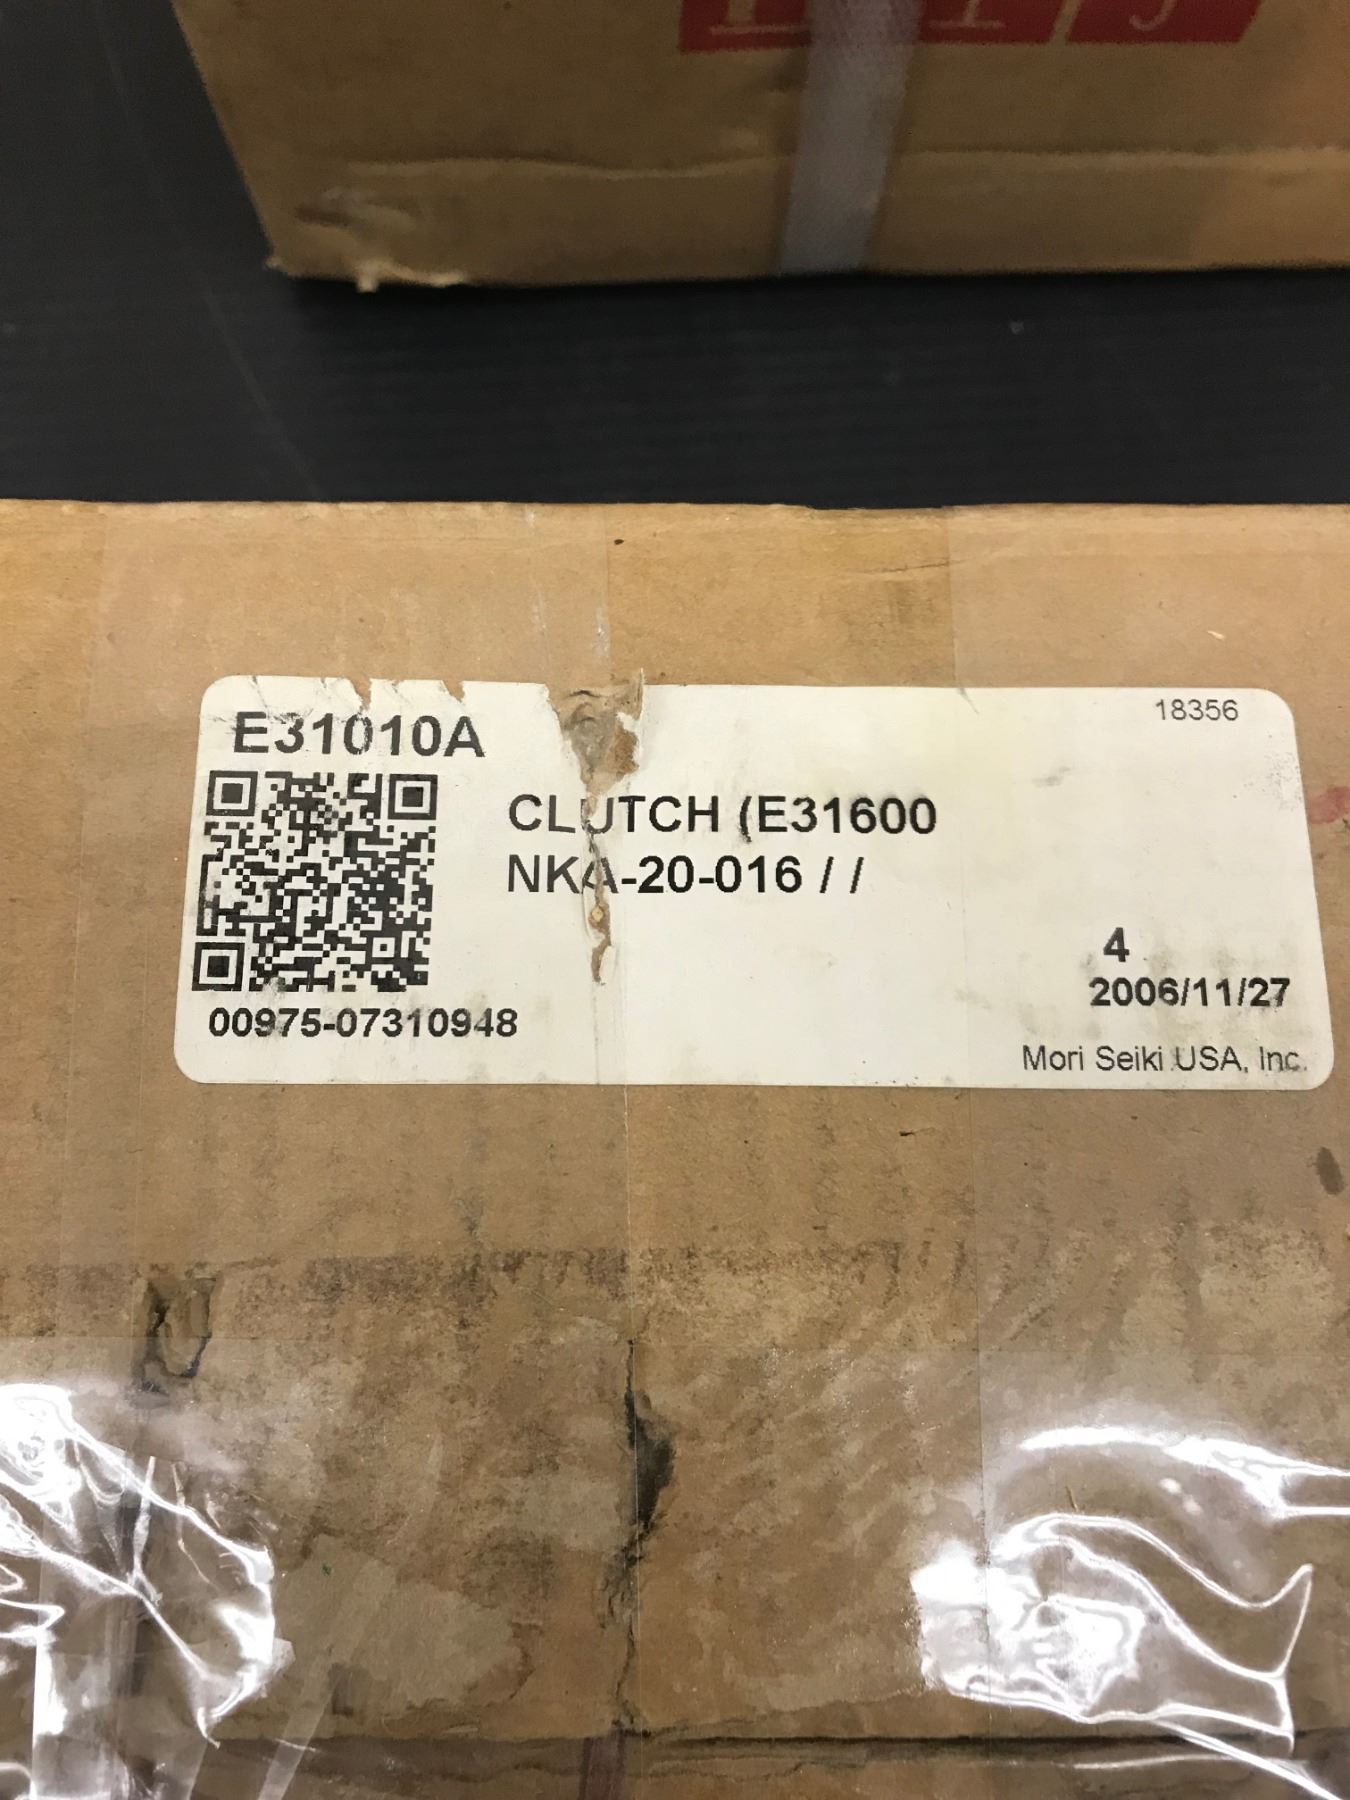 E31010A
18356
CLUTCH (E31600
NKA-20-016 / /
4
2006/11/27
00975-07310948
Mori Seiki USA, Inc.